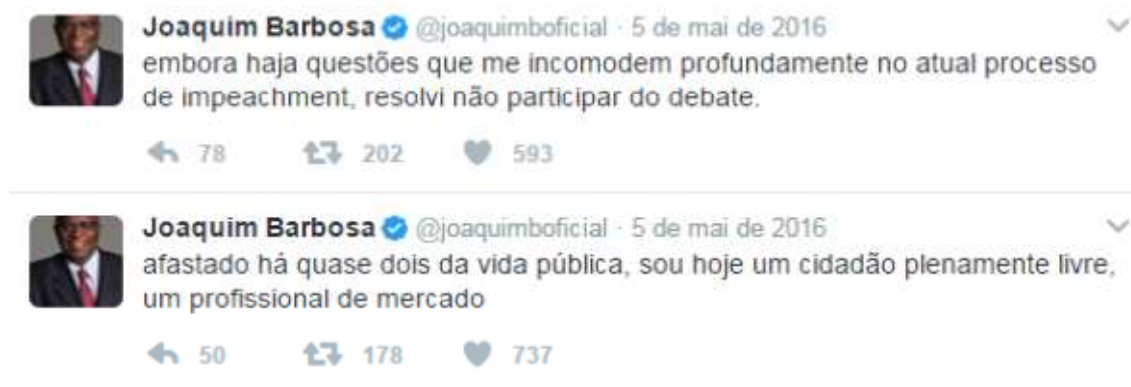 Joaquim Barbosa @joaquimboficial · 5 de mai de 2016
embora haja questões que me incomodem profundamente no atual processo
de impeachment, resolvi não participar do debate.
78 202 593
Joaquim Barbosa @joaquimboficial · 5 de mai de 2016
afastado há quase dois da vida pública, sou hoje um cidadão plenamente livre,
um profissional de mercado
50 178 737